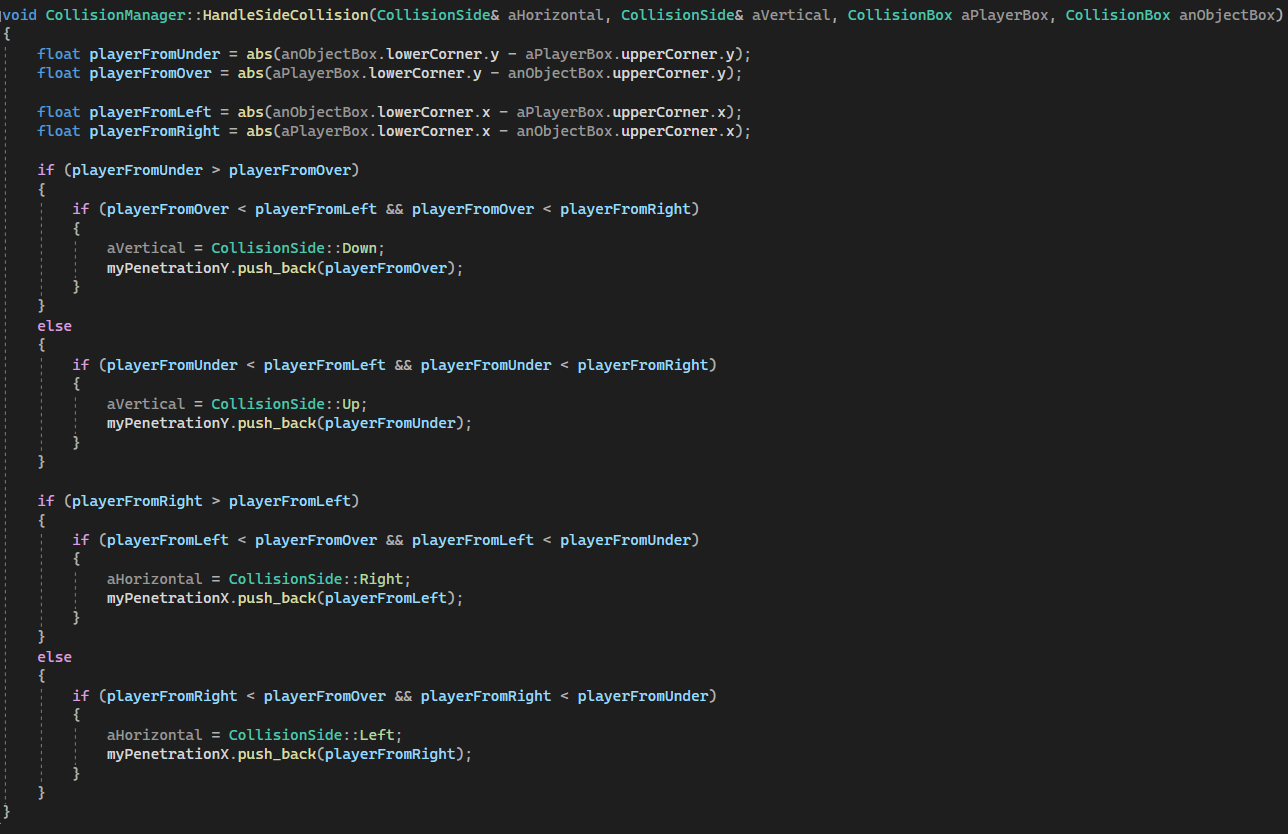 void CollisionManager::HandleSideCollision(CollisionSide& aHorizontal, CollisionSide& aVertical, CollisionBox aPlayerBox, CollisionBox anObjectBox)
{
    float playerFromUnder = abs(anObjectBox.lowerCorner.y - aPlayerBox.upperCorner.y);
    float playerFromOver = abs(aPlayerBox.lowerCorner.y - anObjectBox.upperCorner.y);

    float playerFromLeft = abs(anObjectBox.lowerCorner.x - aPlayerBox.upperCorner.x);
    float playerFromRight = abs(aPlayerBox.lowerCorner.x - anObjectBox.upperCorner.x);

    if (playerFromUnder > playerFromOver)
    {
        if (playerFromOver < playerFromLeft && playerFromOver < playerFromRight)
        {
            aVertical = CollisionSide::Down;
            myPenetrationY.push_back(playerFromOver);
        }
    }
    else
    {
        if (playerFromUnder < playerFromLeft && playerFromUnder < playerFromRight)
        {
            aVertical = CollisionSide::Up;
            myPenetrationY.push_back(playerFromUnder);
        }
    }

    if (playerFromRight > playerFromLeft)
    {
        if (playerFromLeft < playerFromOver && playerFromLeft < playerFromUnder)
        {
            aHorizontal = CollisionSide::Right;
            myPenetrationX.push_back(playerFromLeft);
        }
    }
    else
    {
        if (playerFromRight < playerFromOver && playerFromRight < playerFromUnder)
        {
            aHorizontal = CollisionSide::Left;
            myPenetrationX.push_back(playerFromRight);
        }
    }
}